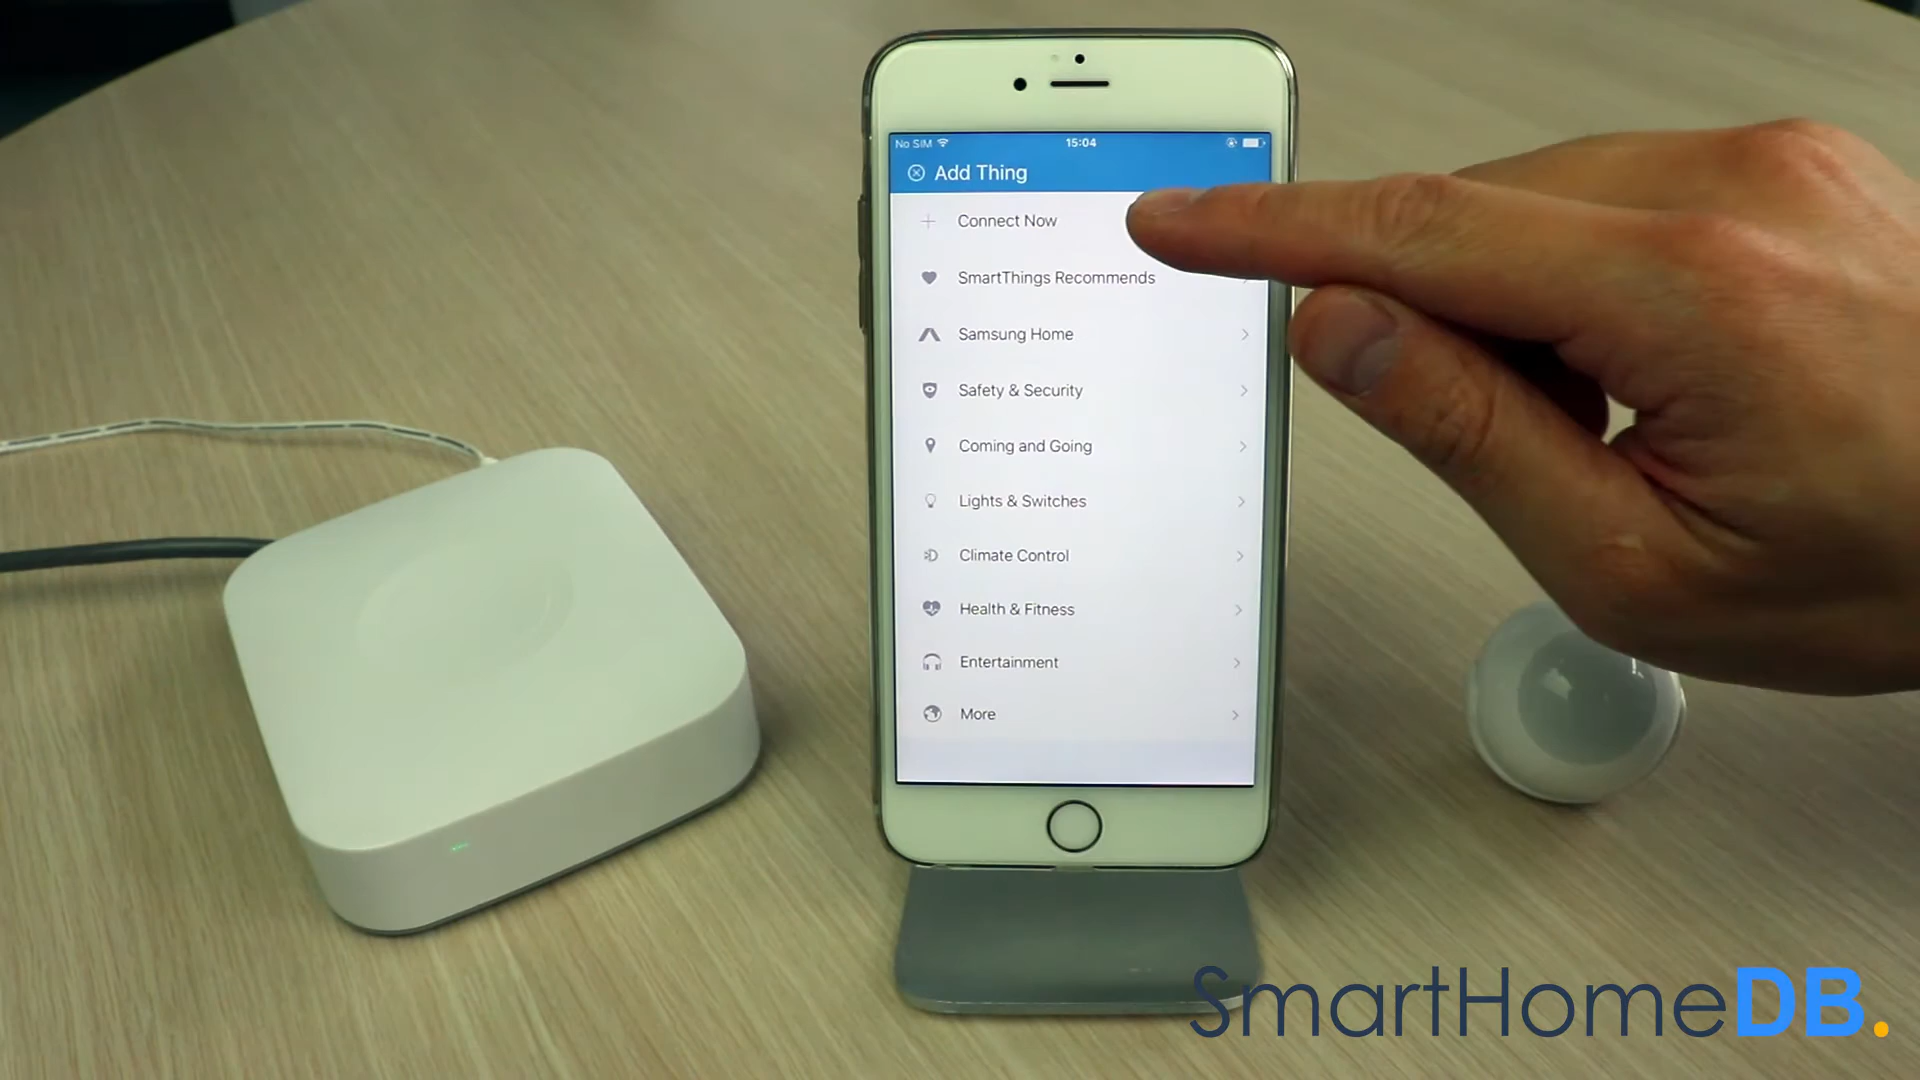 No SIM 15:04
Add Thing
Connect Now
SmartThings Recommends
Samsung Home
Safety & Security
Coming and Going
Lights & Switches
Climate Control
Health & Fitness
Entertainment
More
SmartHomeDB.